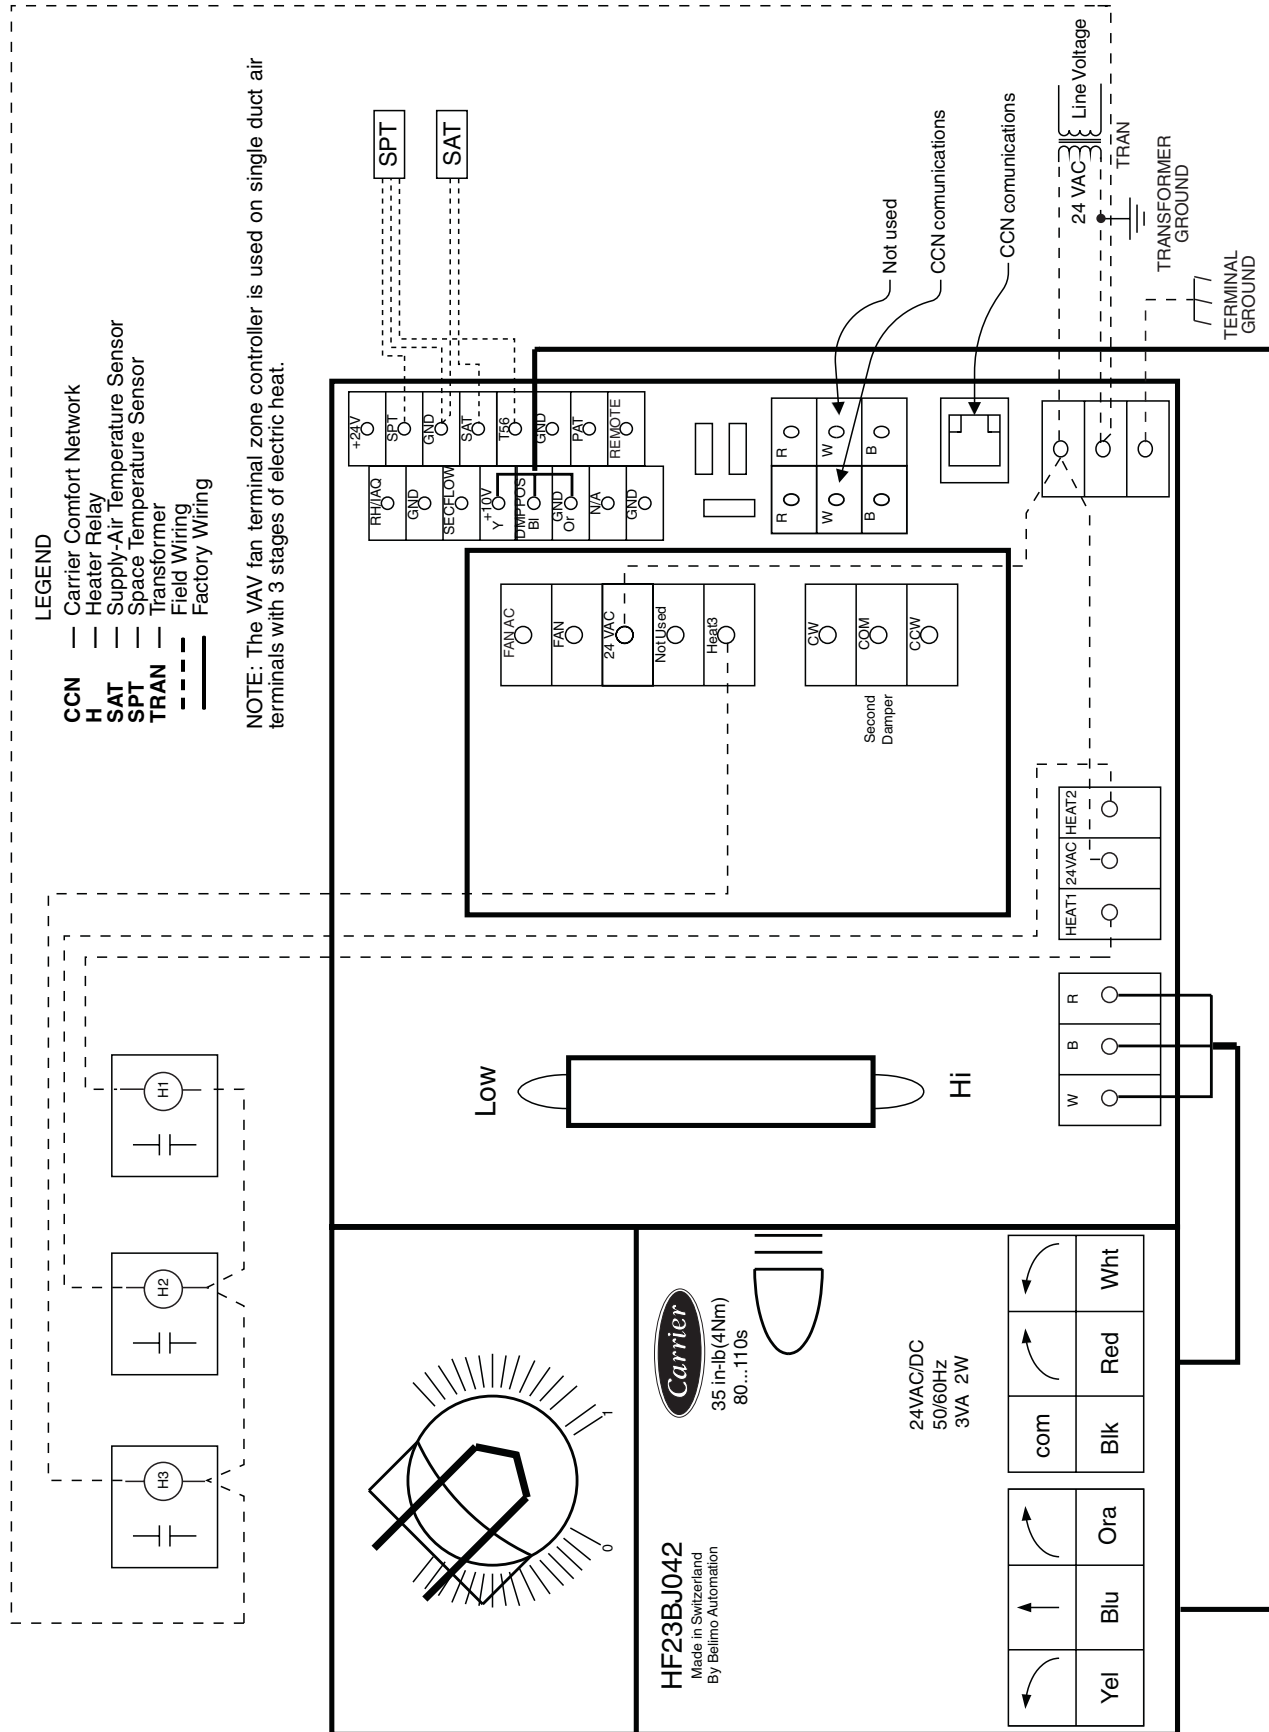 LEGEND
CCN — Carrier Comfort Network
H — Heater Relay
SAT — Supply-Air Temperature Sensor
SPT — Space Temperature Sensor
TRAN — Transformer
Field Wiring
Factory Wiring
NOTE: The VAV fan terminal zone controller is used on single duct air
terminals with 3 stages of electric heat.
H3
H2
H1
SPT
SAT
+24V
SPT
GND
SAT
T56
GND
PAT
REMOTE
RH/AQ
GND
SECFLOW
+10V
Y
DMPPOS
Bl
GND
Or
N/A
GND
FAN AC
FAN
24 VAC
Not Used
Heat3
CW
COM
CCW
Second
Damper
R
W
B
R
W
B
Not used
CCN comunications
CCN comunications
Low
Hi
W
B
R
HEAT1
24VAC
HEAT2
Line Voltage
24 VAC
TRAN
TRANSFORMER
GROUND
TERMINAL
GROUND
0
1
HF23BJ042
Made in Switzerland
By Belimo Automation
Carrier
35 in-lb(4Nm)
80...110s
24VAC/DC
50/60Hz
3VA 2W
com
Yel
Blu
Ora
Blk
Red
Wht